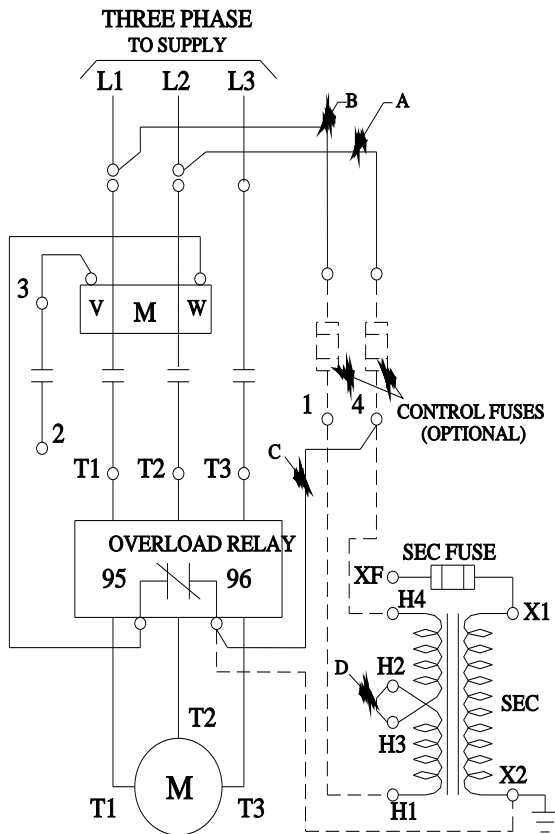 THREE PHASE
TO SUPPLY
L1 L2 L3
B A
3
V M W
1 4
CONTROL FUSES
(OPTIONAL)
2
C
T1 T2 T3
OVERLOAD RELAY
95 96
SEC FUSE
XF
H4 X1
D H2
SEC
H3
T2
X2
M
T1 T3 H1